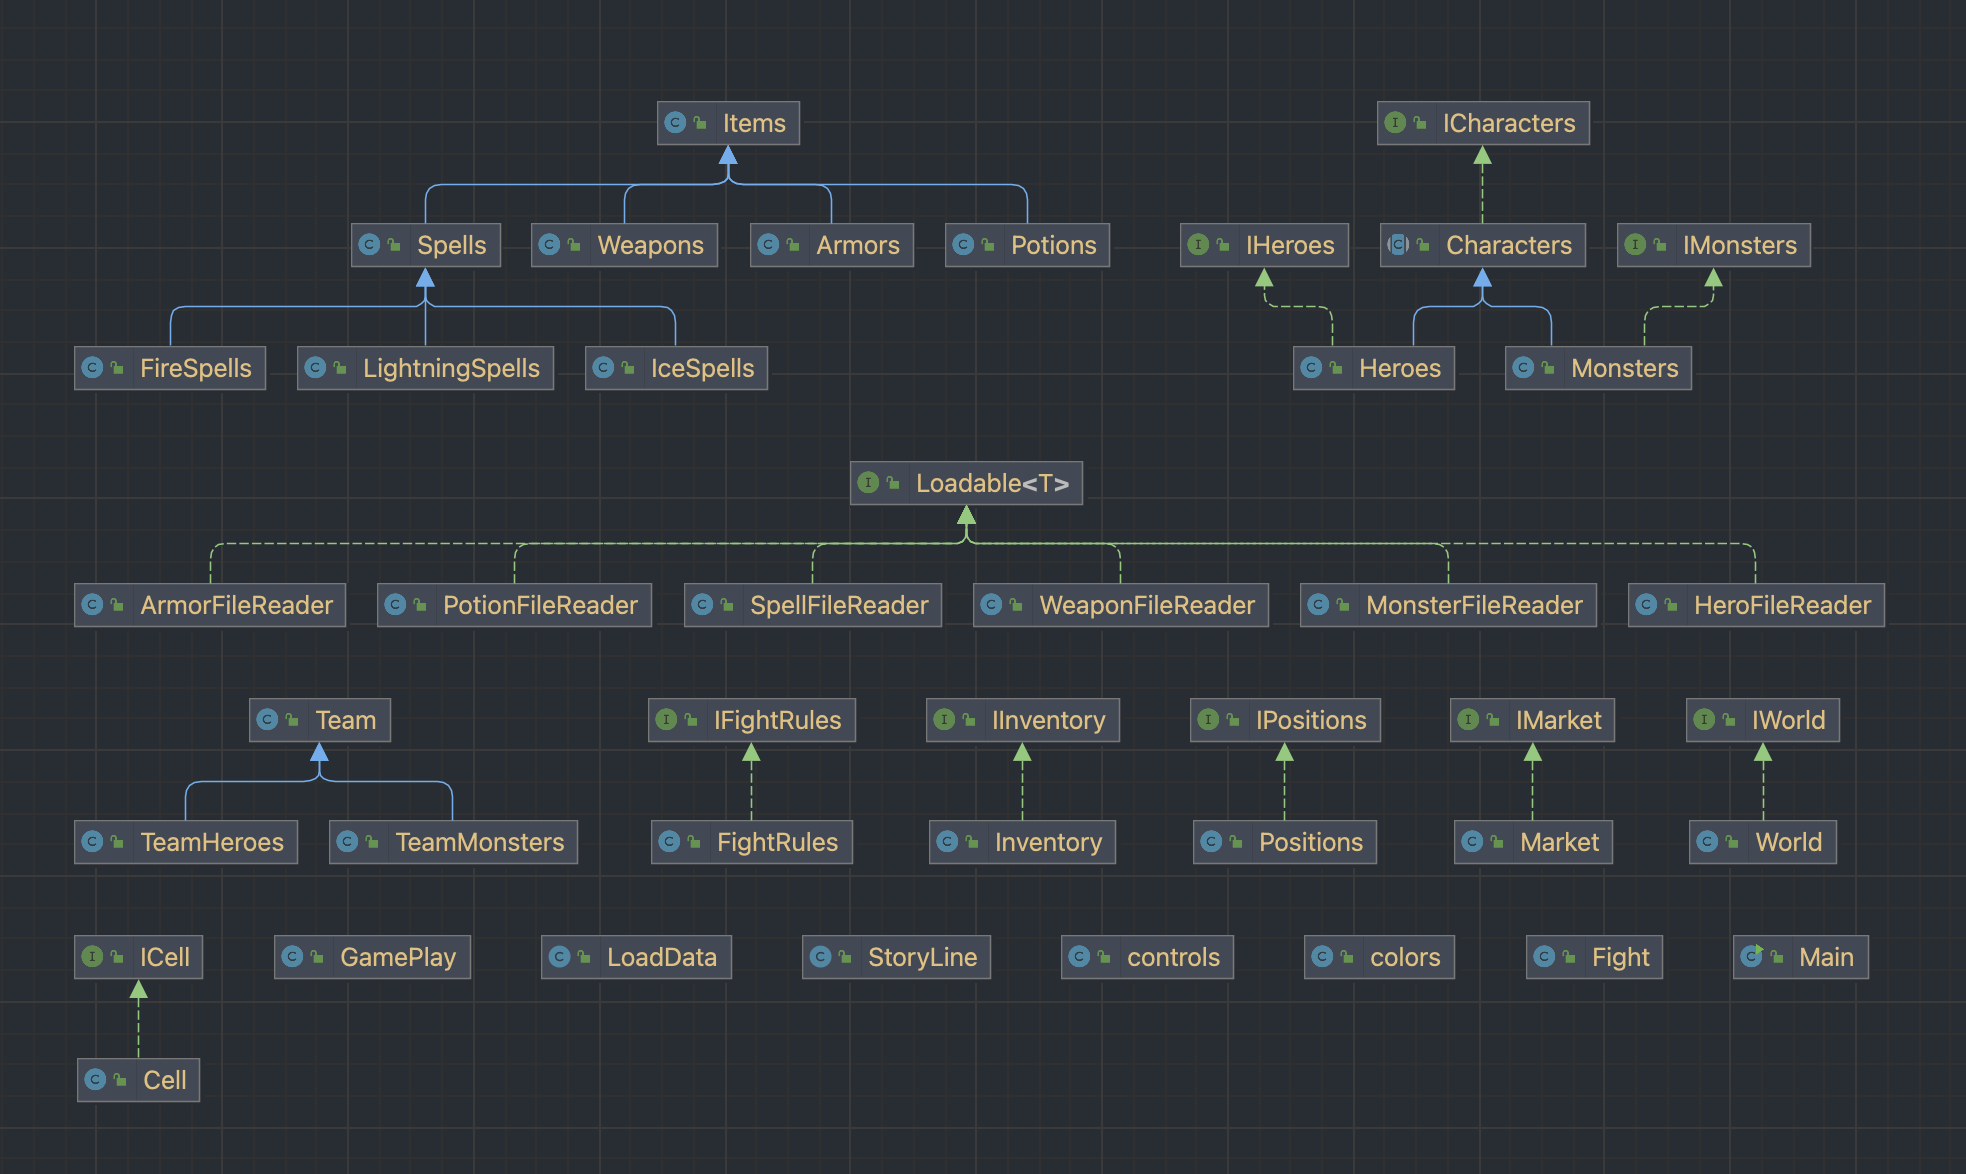 Items
ICharacters
Spells
Weapons
Armors
Potions
IHeroes
Characters
IMonsters
FireSpells
LightningSpells
IceSpells
Heroes
Monsters
Loadable<T>
ArmorFileReader
PotionFileReader
SpellFileReader
WeaponFileReader
MonsterFileReader
HeroFileReader
Team
IFightRules
IInventory
IPositions
IMarket
IWorld
TeamHeroes
TeamMonsters
FightRules
Inventory
Positions
Market
World
ICell
GamePlay
LoadData
StoryLine
controls
colors
Fight
Main
Cell